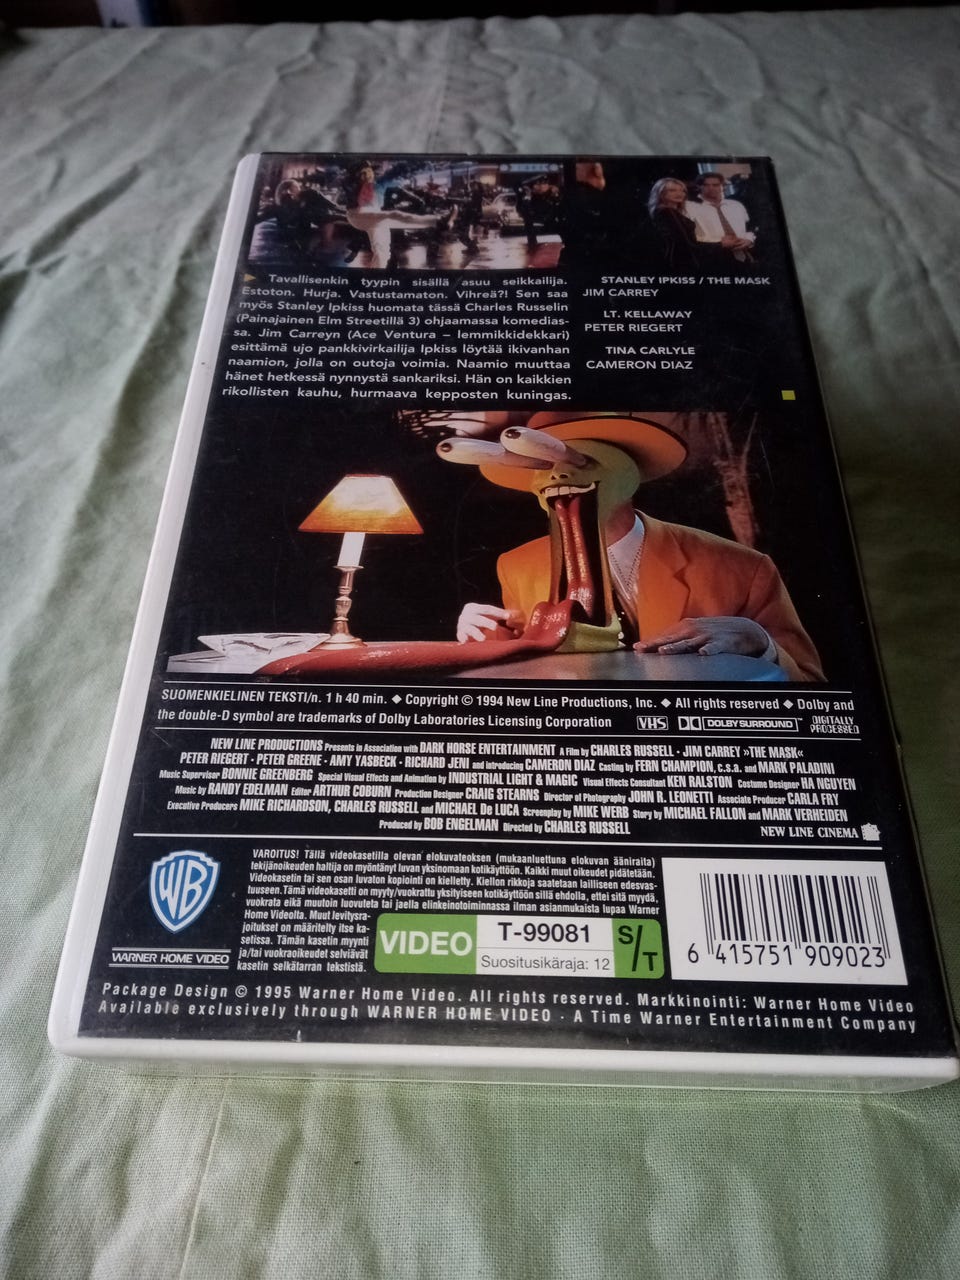 Tavallisenkin tyypin sisällä asuu seikkailija.
Estoton. Hurja. Vastustamaton. Vihreä?! Sen saa
myös Stanley Ipkiss huomata tässä Charles Russelin
(Painajainen Elm Streetillä 3) ohjaamassa komedias-
sa. Jim Carreyn (Ace Ventura – lemmikkidekkari)
esittämä ujo pankkivirkailija Ipkiss löytää ikivanhan
naamion, jolla on outoja voimia. Naamio muuttaa
hänet hetkessä nynnystä sankariksi. Hän on kaikkien
rikollisten kauhu, hurmaava kepposten kuningas.
STANLEY IPKISS / THE MASK
JIM CARREY
LT. KELLAWAY
PETER RIEGERT
TINA CARLYLE
CAMERON DIAZ
SUOMENKIELINEN TEKSTI/n. 1 h 40 min. ◆ Copyright © 1994 New Line Productions, Inc. ◆ All rights reserved ◆ Dolby and
the double-D symbol are trademarks of Dolby Laboratories Licensing Corporation VHS DOLBY SURROUND DIGITALLY
PROCESSED
NEW LINE PRODUCTIONS Presents in Association with DARK HORSE ENTERTAINMENT A Film by CHARLES RUSSELL · JIM CARREY »THE MASK«
PETER RIEGERT · PETER GREENE · AMY YASBECK · RICHARD JENI and introducing CAMERON DIAZ Casting by FERN CHAMPION, c.s.a. and MARK PALADINI
Music Supervisor BONNIE GREENBERG Special Visual Effects and Animation by INDUSTRIAL LIGHT & MAGIC Visual Effects Consultant KEN RALSTON Costume Designer HA NGUYEN
Music by RANDY EDELMAN Editor ARTHUR COBURN Production Designer CRAIG STEARNS Director of Photography JOHN R. LEONETTI Associate Producer CARLA FRY
Executive Producers MIKE RICHARDSON, CHARLES RUSSELL and MICHAEL De LUCA Screenplay by MIKE WERB Story by MICHAEL FALLON and MARK VERHEIDEN
Produced by BOB ENGELMAN Directed by CHARLES RUSSELL
NEW LINE CINEMA
WB
WARNER HOME VIDEO
VAROITUS! Tällä videokasetilla olevan elokuvateoksen (mukaanluettuna elokuvan ääniraita)
tekijänoikeuden haltija on myöntänyt luvan yksinomaan kotikäyttöön. Kaikki muut oikeudet pidätetään.
Videokasetin tai sen osan luvaton kopiointi on kielletty. Kiellon rikkoja saatetaan lailliseen edesvas-
tuuseen. Tämä videokasetti on myyty/vuokrattu yksityiseen kotikäyttöön sillä ehdolla, ettei sitä myydä,
vuokrata eikä muutoin luovuteta tai jaella elinkeinotoiminnassa ilman asianmukaista lupaa Warner
Home Videolta. Muut levitysra-
joitukset on määritelty itse ka-
setissa. Tämän kasetin myynti
ja/tai vuokraoikeudet selviävät
kasetin selkätarran tekstistä.
VIDEO
T-99081
Suositusikäraja: 12
S/T
6 415751 909023
Package Design © 1995 Warner Home Video. All rights reserved. Markkinointi: Warner Home Video
Available exclusively through WARNER HOME VIDEO · A Time Warner Entertainment Company